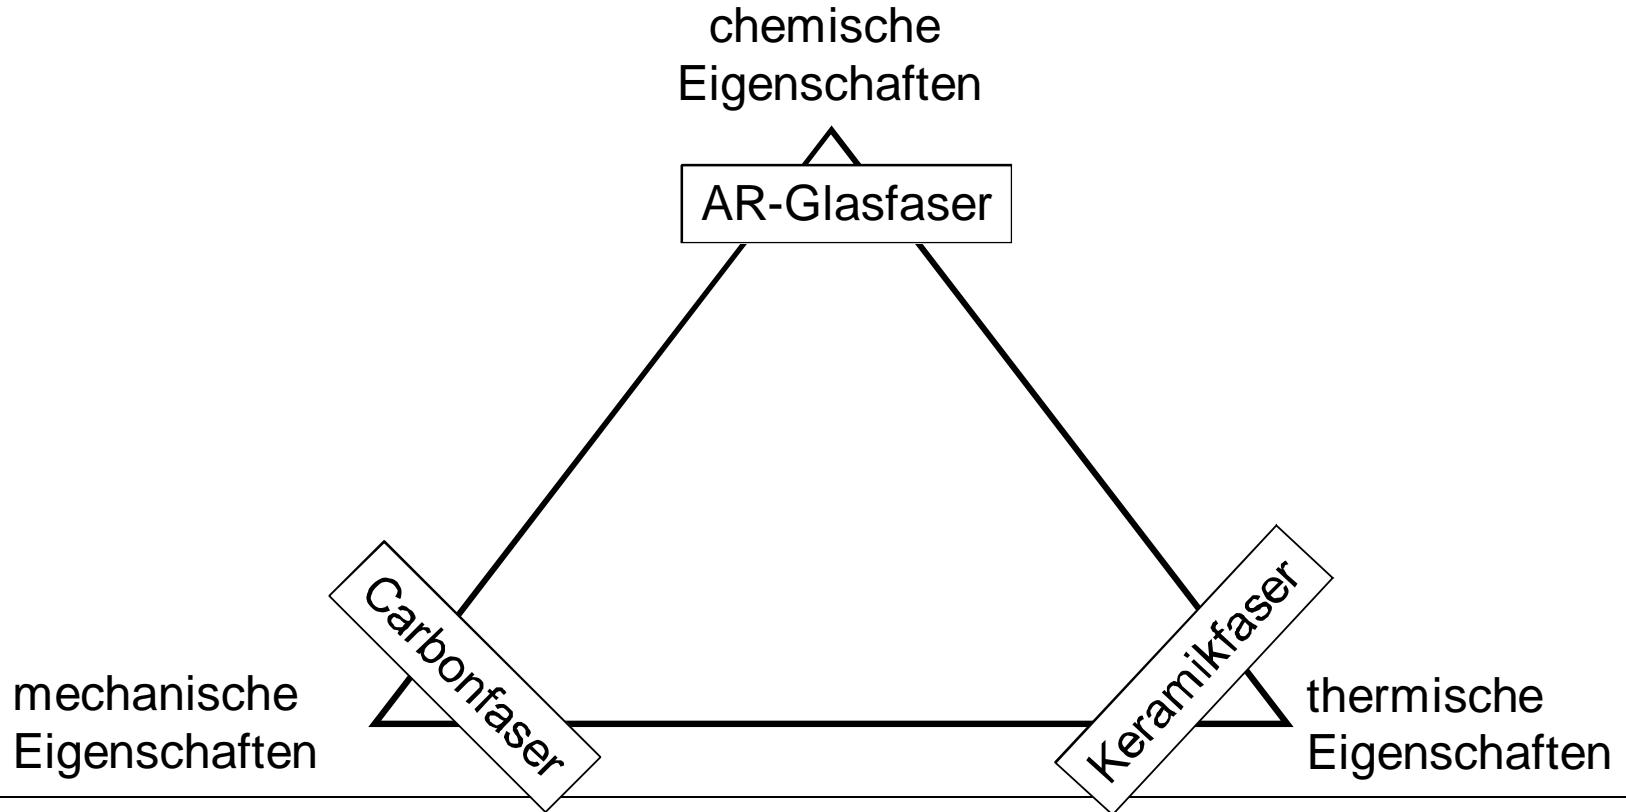 chemische
Eigenschaften
AR-Glasfaser
Carbonfaser
Keramikfaser
mechanische
Eigenschaften
thermische
Eigenschaften